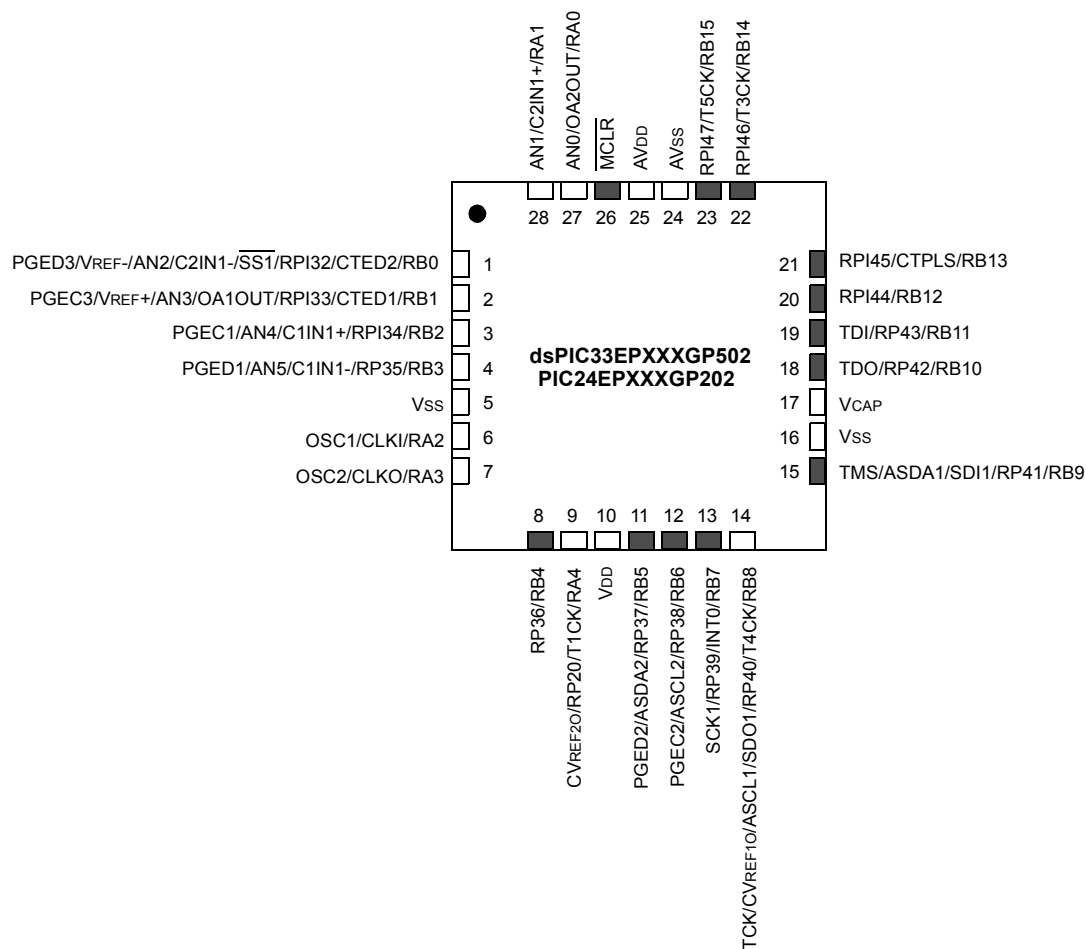 AN1/C2IN1+/RA1
AN0/OA2OUT/RA0
MCLR
AVDD
AVSS
RPI47/T5CK/RB15
RPI46/T3CK/RB14
28 27 26 25 24 23 22
PGED3/VREF-/AN2/C2IN1-/SS1/RPI32/CTED2/RB0 1
PGEC3/VREF+/AN3/OA1OUT/RPI33/CTED1/RB1 2
PGEC1/AN4/C1IN1+/RPI34/RB2 3
PGED1/AN5/C1IN1-/RP35/RB3 4
VSS 5
OSC1/CLKI/RA2 6
OSC2/CLKO/RA3 7
dsPIC33EPXXXGP502
PIC24EPXXXGP202
21 RPI45/CTPLS/RB13
20 RPI44/RB12
19 TDI/RP43/RB11
18 TDO/RP42/RB10
17 VCAP
16 VSS
15 TMS/ASDA1/SDI1/RP41/RB9
8 9 10 11 12 13 14
RP36/RB4
CVREF2O/RP20/T1CK/RA4
VDD
PGED2/ASDA2/RP37/RB5
PGEC2/ASCL2/RP38/RB6
SCK1/RP39/INT0/RB7
TCK/CVREF1O/ASCL1/SDO1/RP40/T4CK/RB8